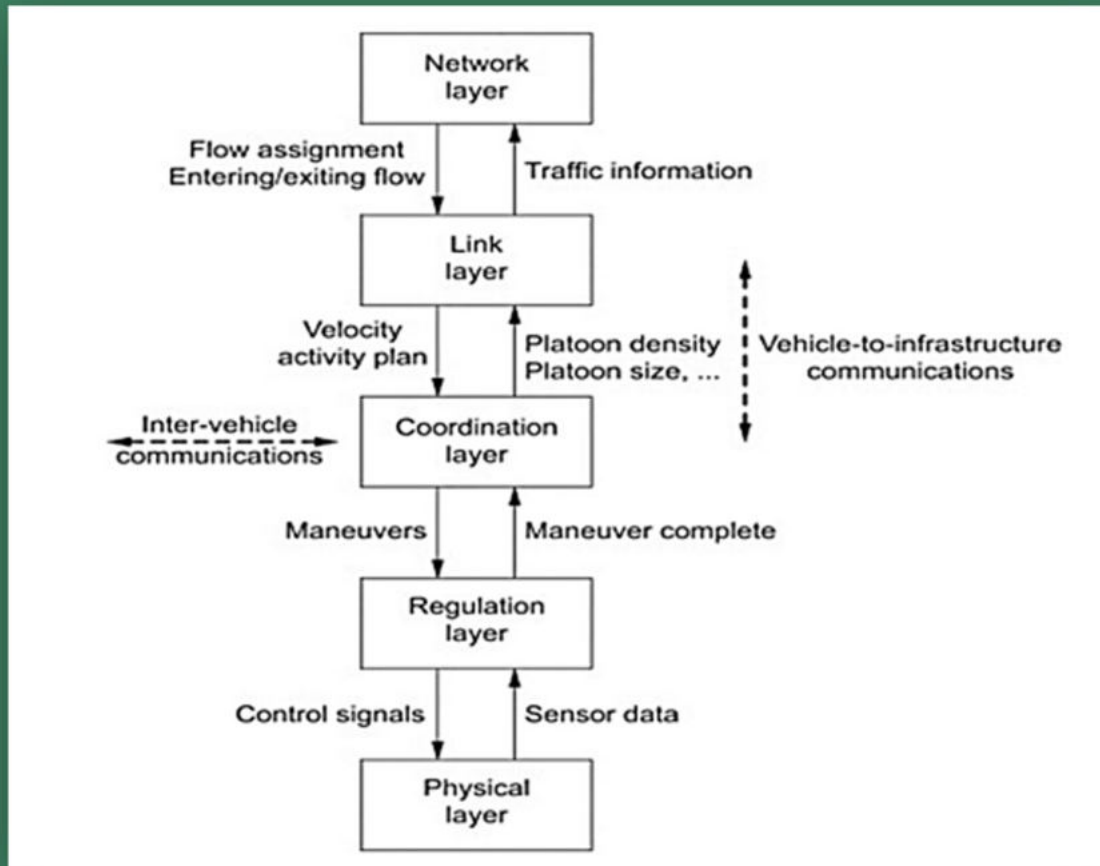 Network
layer
Flow assignment
Entering/exiting flow
Traffic information
Link
layer
Velocity
activity plan
Platoon density
Platoon size, ...
Vehicle-to-infrastructure
communications
Inter-vehicle
communications
Coordination
layer
Maneuvers
Maneuver complete
Regulation
layer
Control signals
Sensor data
Physical
layer